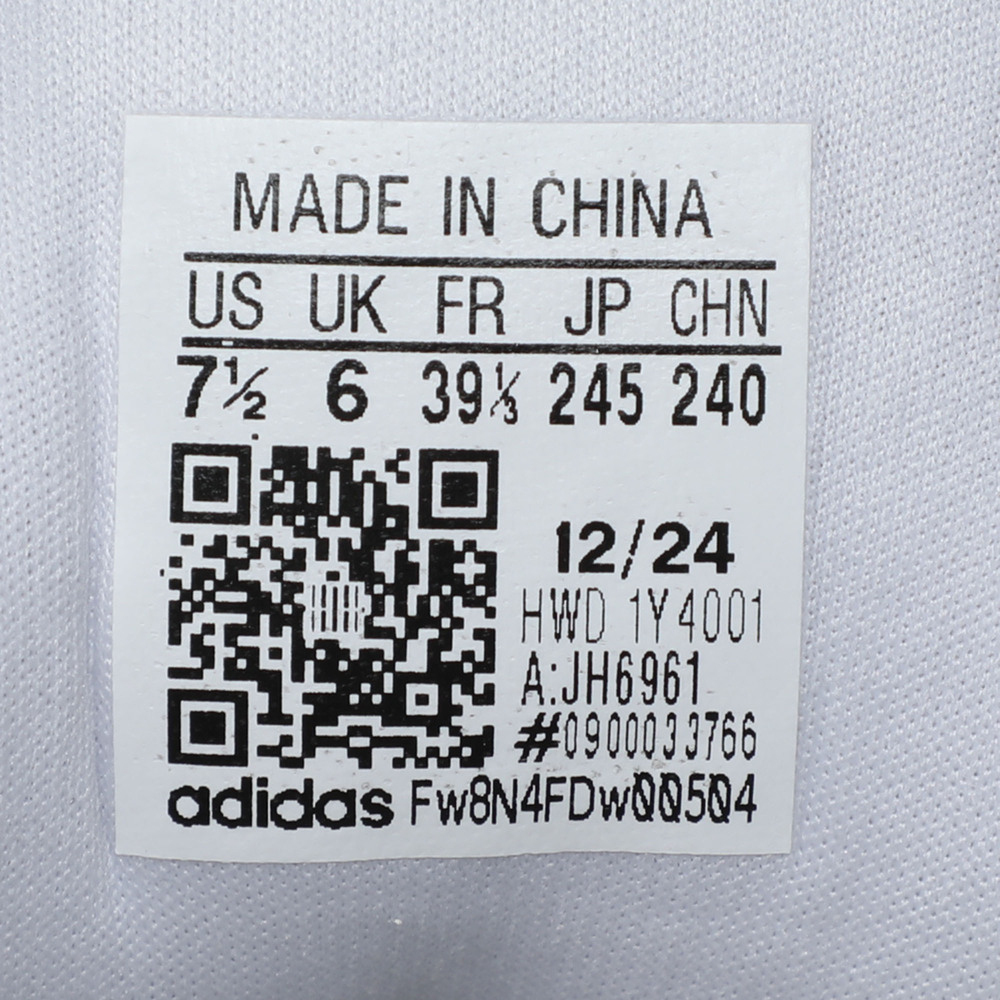 MADE IN CHINA
US UK FR JP CHN
7½ 6 39⅓ 245 240
12/24
HWD 1Y4001
A:JH6961
#0900033766
adidas Fw8N4FDw00504